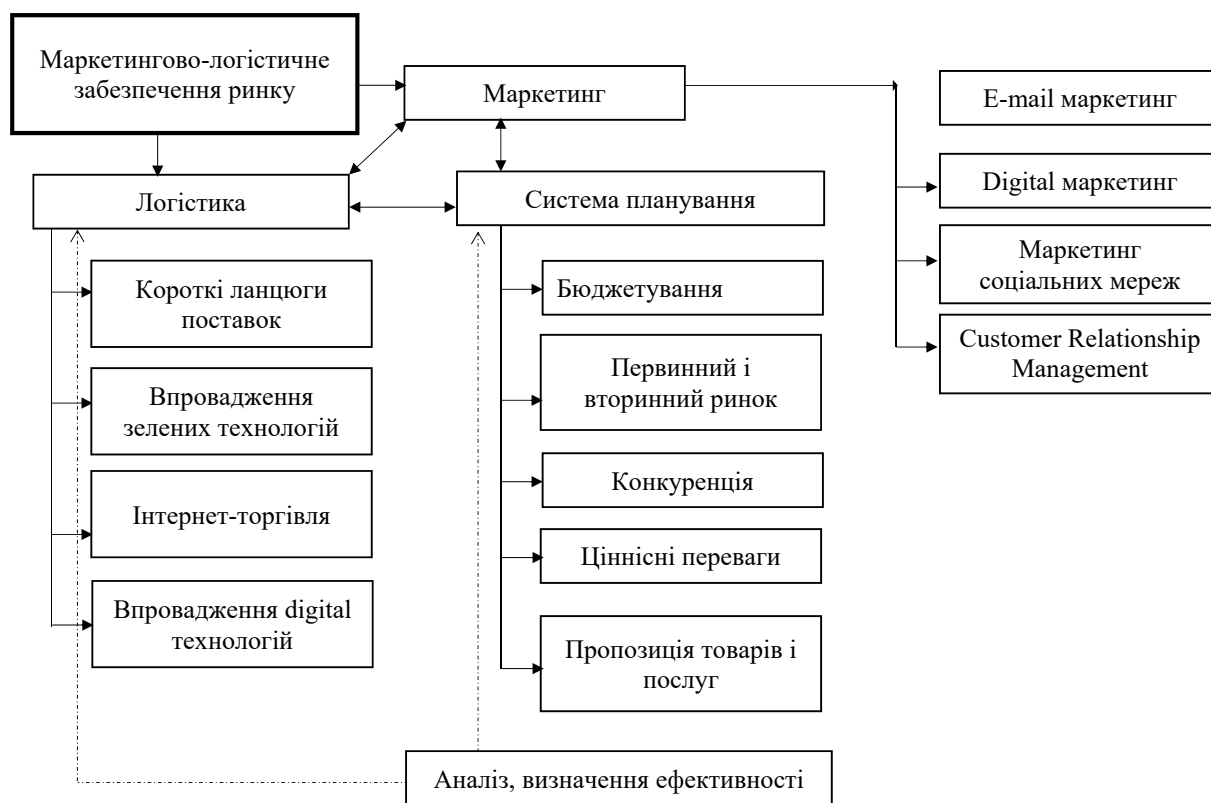 Маркетингово-логістичне
забезпечення ринку
Маркетинг
E-mail маркетинг
Digital маркетинг
Маркетинг
соціальних мереж
Customer Relationship
Management
Логістика
Система планування
Короткі ланцюги
поставок
Впровадження
зелених технологій
Інтернет-торгівля
Впровадження digital
технологій
Бюджетування
Первинний і
вторинний ринок
Конкуренція
Ціннісні переваги
Пропозиція товарів і
послуг
Аналіз, визначення ефективності